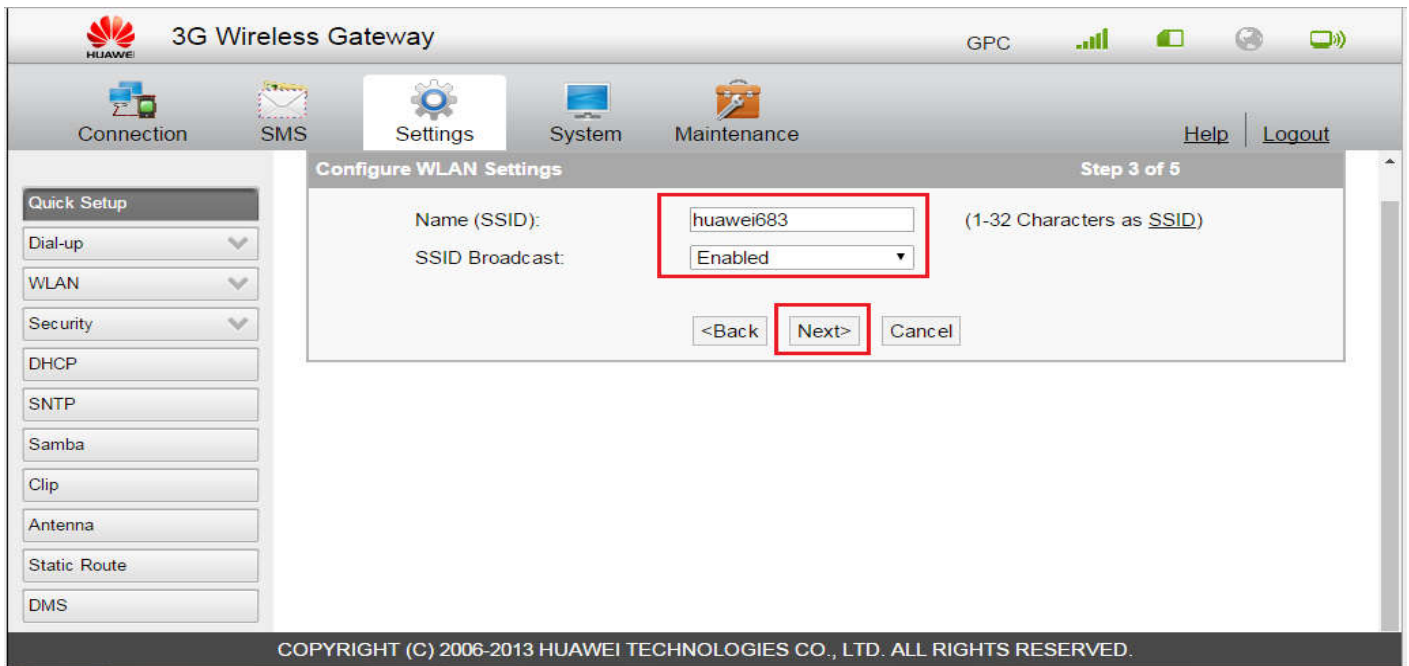 HUAWEI
3G Wireless Gateway
GPC
Connection
SMS
Settings
System
Maintenance
Help
Logout
Configure WLAN Settings
Step 3 of 5
Quick Setup
Dial-up
WLAN
Security
DHCP
SNTP
Samba
Clip
Antenna
Static Route
DMS
Name (SSID):
huawei683
(1-32 Characters as SSID)
SSID Broadcast:
Enabled
<Back
Next>
Cancel
COPYRIGHT (C) 2006-2013 HUAWEI TECHNOLOGIES CO., LTD. ALL RIGHTS RESERVED.